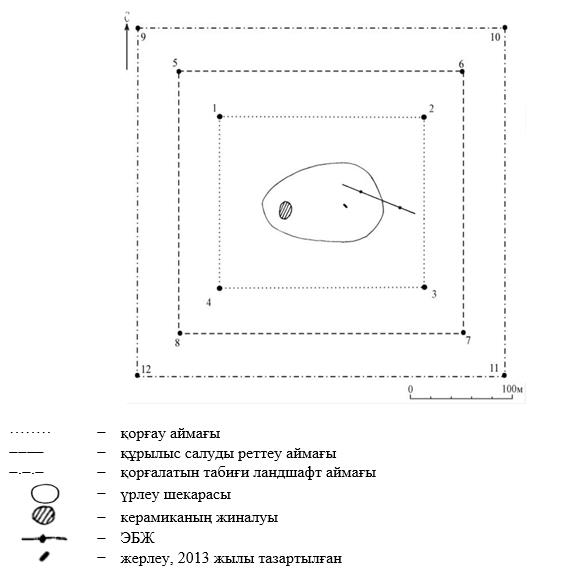 С
9
10
5
6
1
2
4
3
8
7
12
11
0
100м
– қорғау аймағы
– құрылыс салуды реттеу аймағы
– қорғалатын табиғи ландшафт аймағы
– үрлеу шекарасы
– керамиканың жиналуы
– ЭБЖ
– жерлеу, 2013 жылы тазартылған